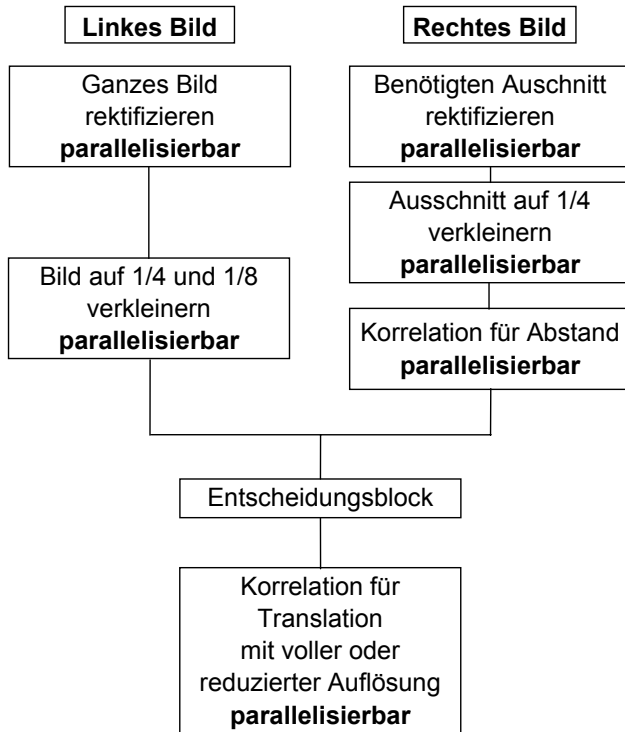 Linkes Bild
Ganzes Bild
rektifizieren
parallelisierbar
Bild auf 1/4 und 1/8
verkleinern
parallelisierbar
Rechtes Bild
Benötigten Auschnitt
rektifizieren
parallelisierbar
Ausschnitt auf 1/4
verkleinern
parallelisierbar
Korrelation für Abstand
parallelisierbar
Entscheidungsblock
Korrelation für
Translation
mit voller oder
reduzierter Auflösung
parallelisierbar